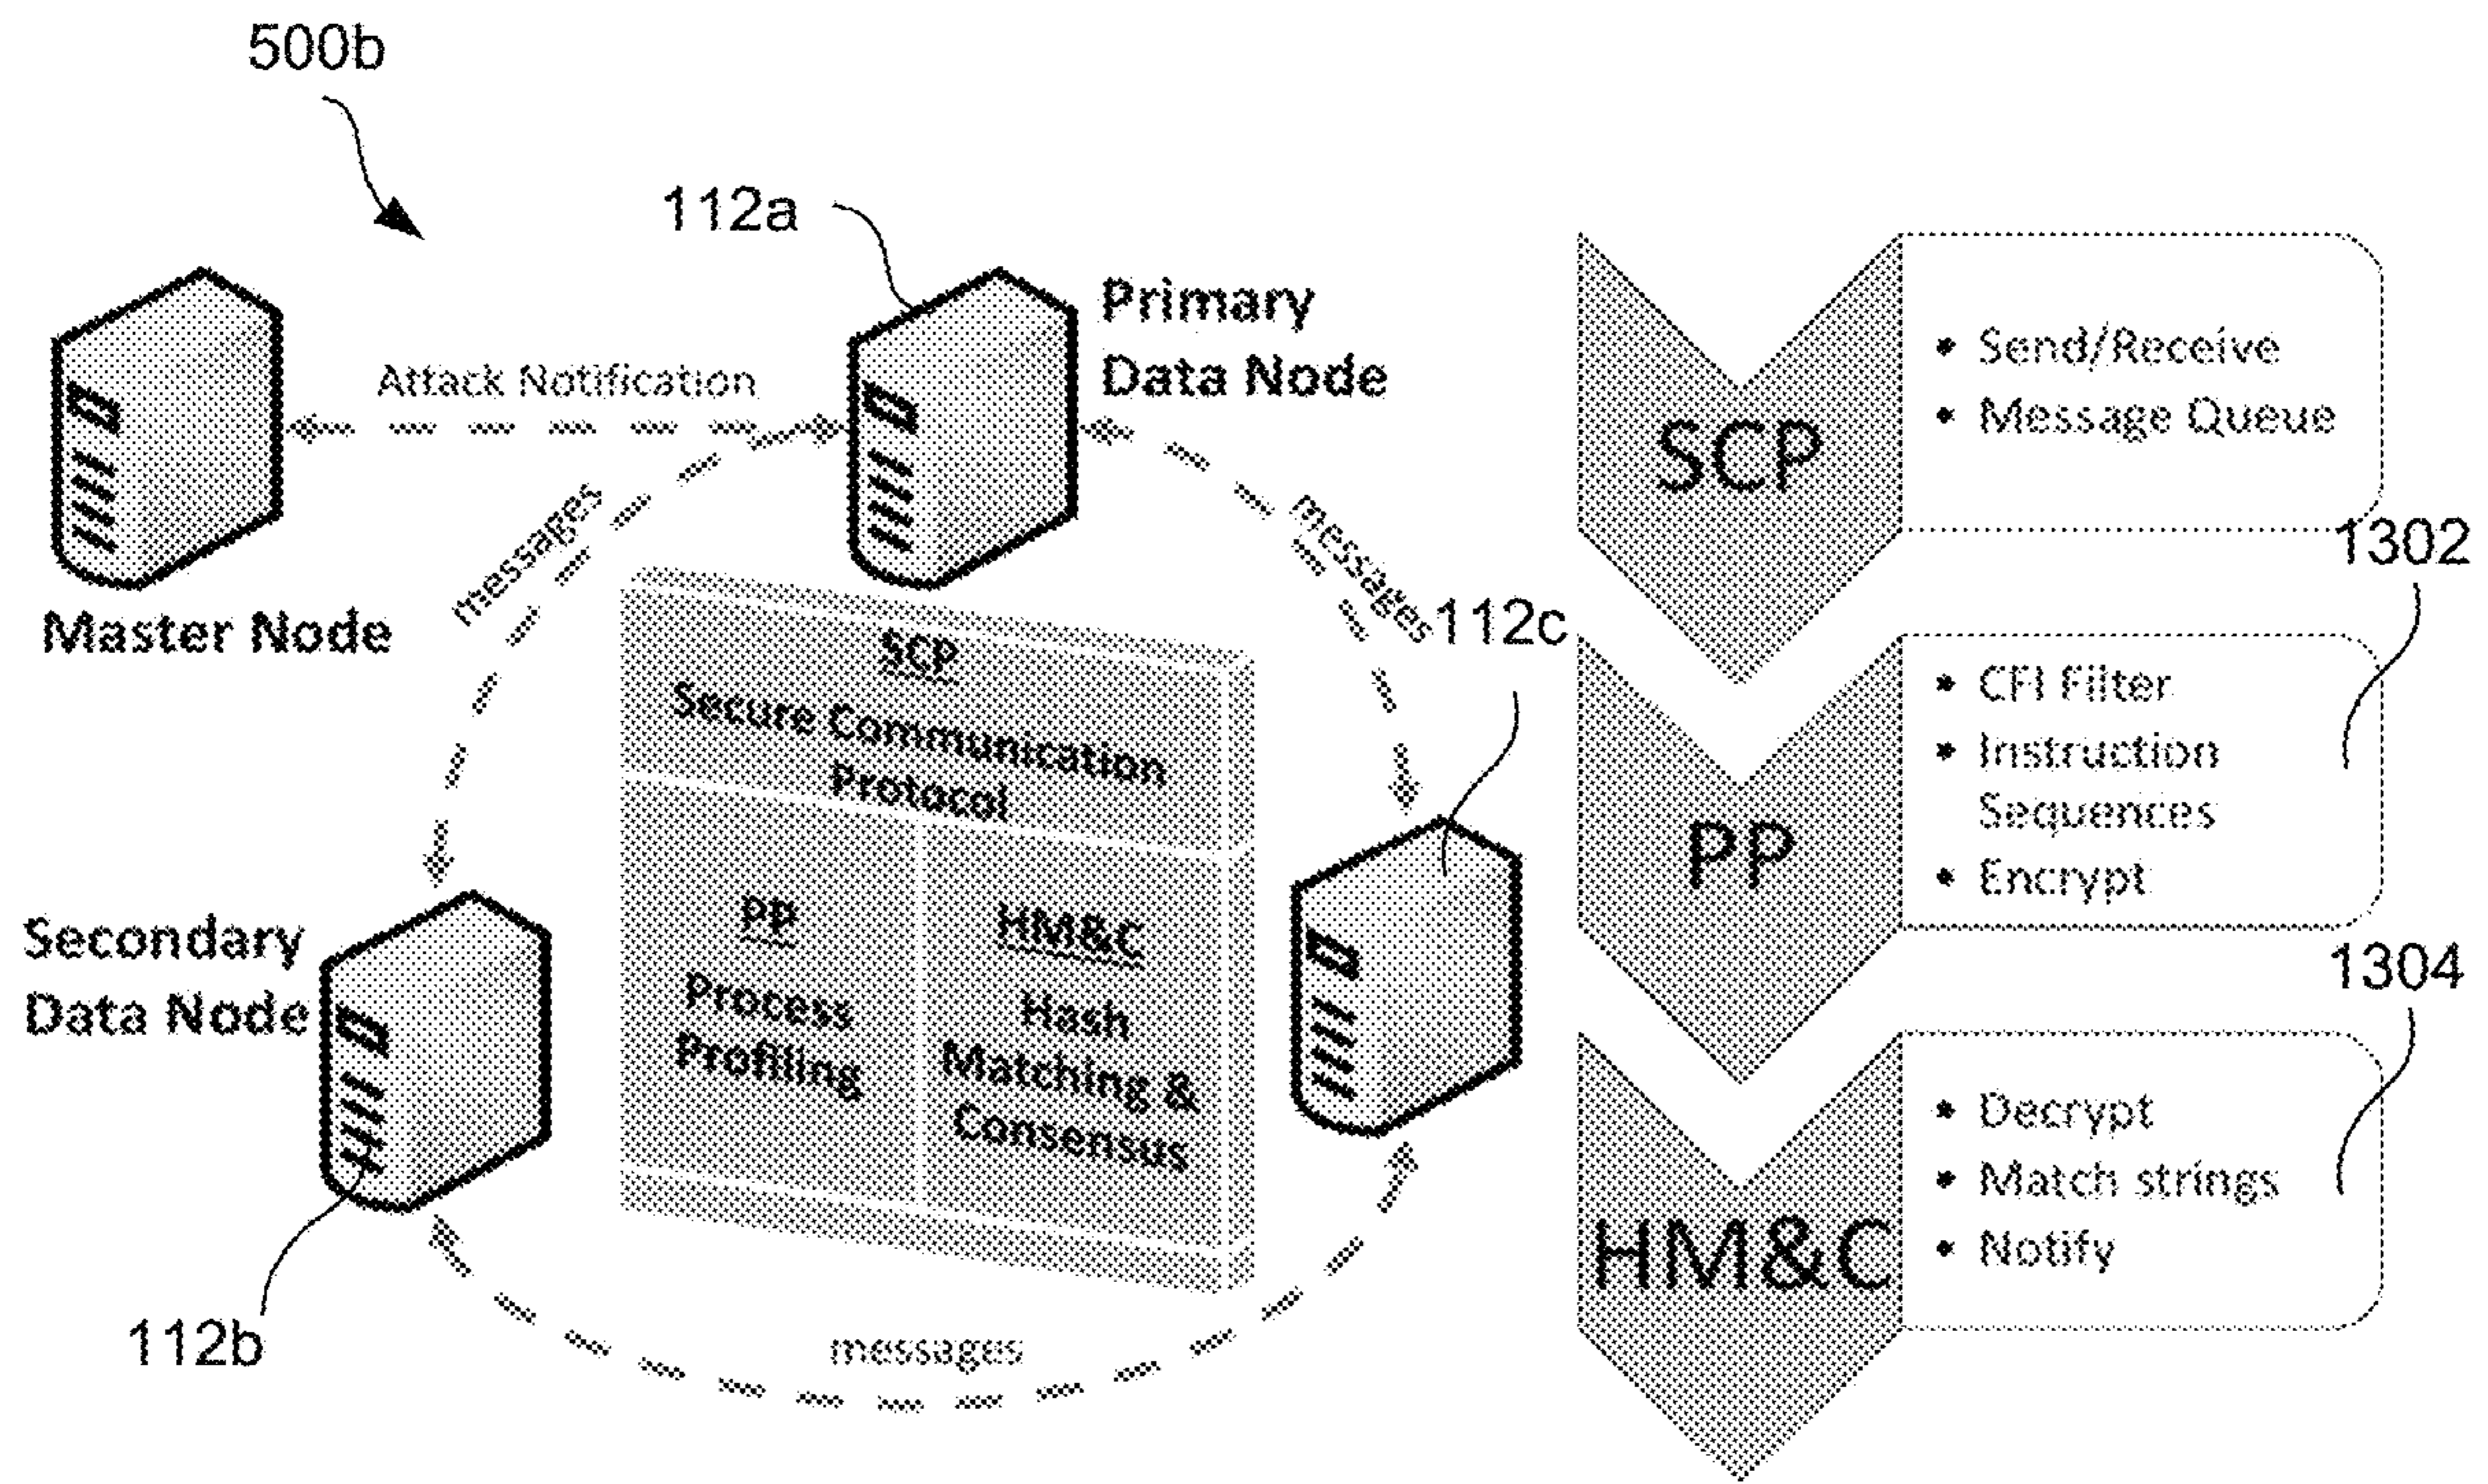 500b
112a
Primary
Data Node
Attack Notification
Master Node
messages
messages
112c
SCP
Secure Communication
Protocol
PP
Process
Profiling
HM&C
Hash
Matching &
Consensus
Secondary
Data Node
112b
messages
SCP
• Send/Receive
• Message Queue
1302
PP
• CFI Filter
• Instruction
Sequences
• Encrypt
1304
HM&C
• Decrypt
• Match strings
• Notify